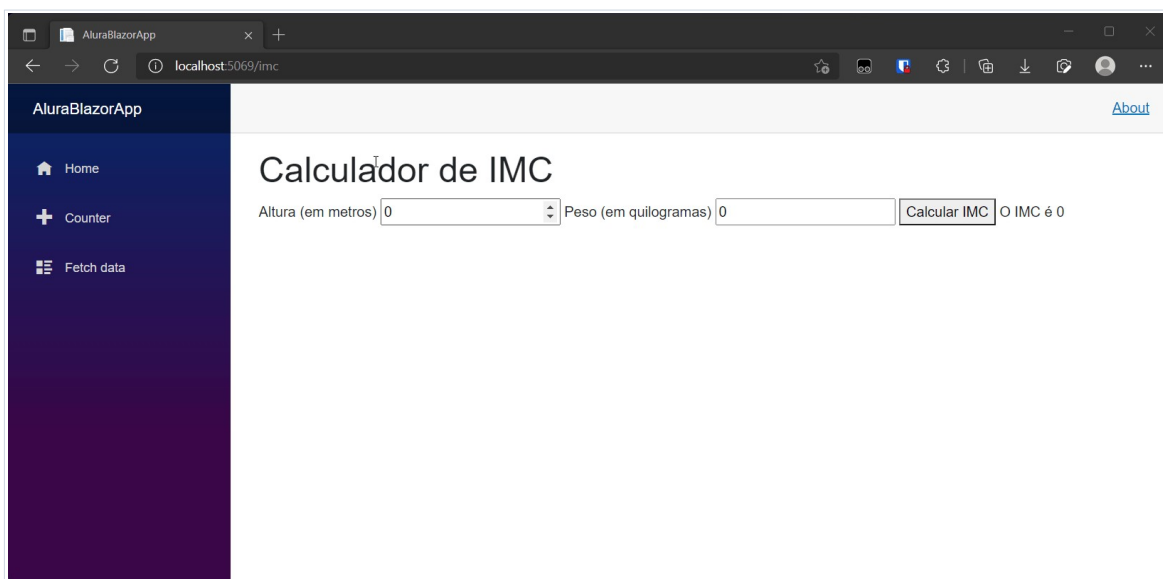 AluraBlazorApp
localhost:5069/imc
AluraBlazorApp
About
Home
Counter
Fetch data
Calculador de IMC
Altura (em metros) 0 Peso (em quilogramas) 0 Calcular IMC O IMC é 0